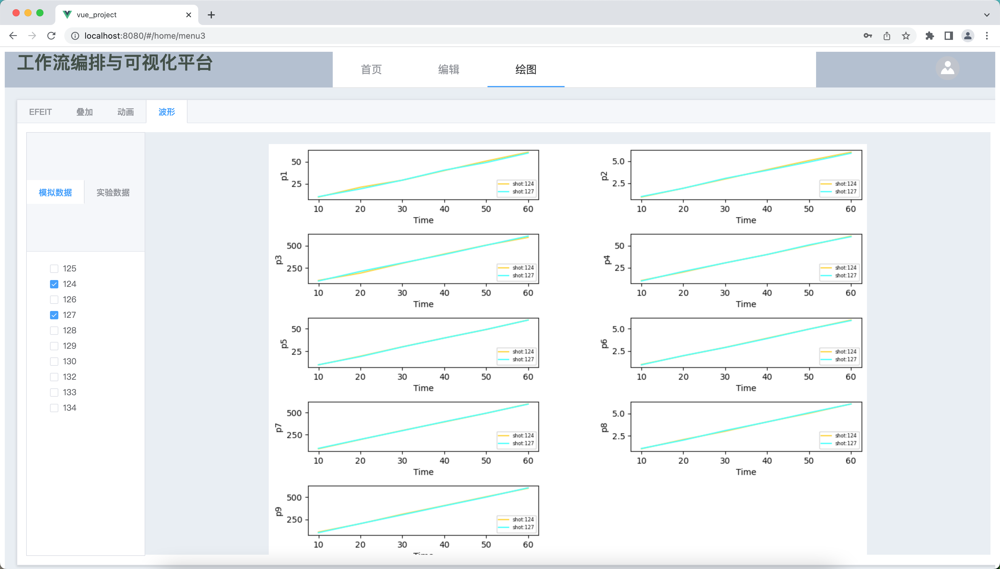 vue_project
localhost:8080/#/home/menu3
工作流编排与可视化平台
首页 编辑 绘图
EFEIT 叠加 动画 波形
模拟数据 实验数据
125
124
126
127
128
129
130
132
133
134
p1
50
25
shot:124
shot:127
10 20 30 40 50 60
Time
p2
5.0
2.5
shot:124
shot:127
10 20 30 40 50 60
Time
p3
500
250
shot:124
shot:127
10 20 30 40 50 60
Time
p4
50
25
shot:124
shot:127
10 20 30 40 50 60
Time
p5
50
25
shot:124
shot:127
10 20 30 40 50 60
Time
p6
5.0
2.5
shot:124
shot:127
10 20 30 40 50 60
Time
p7
500
250
shot:124
shot:127
10 20 30 40 50 60
Time
p8
5.0
2.5
shot:124
shot:127
10 20 30 40 50 60
Time
p9
500
250
shot:124
shot:127
10 20 30 40 50 60